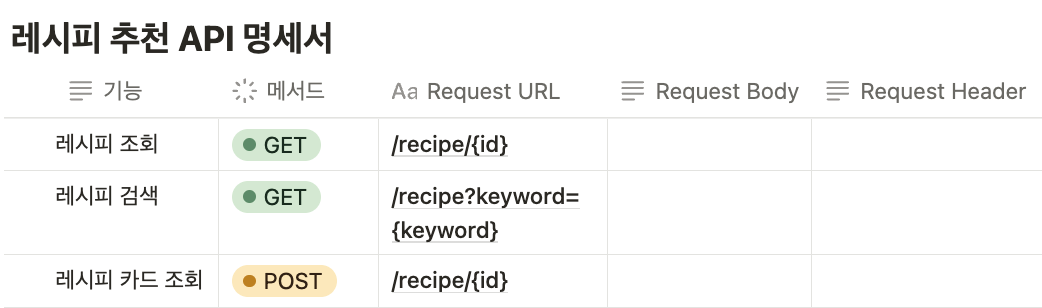 레시피 추천 API 명세서
기능 메서드 Aa Request URL Request Body Request Header
레시피 조회 GET /recipe/{id}
레시피 검색 GET /recipe?keyword=
{keyword}
레시피 카드 조회 POST /recipe/{id}